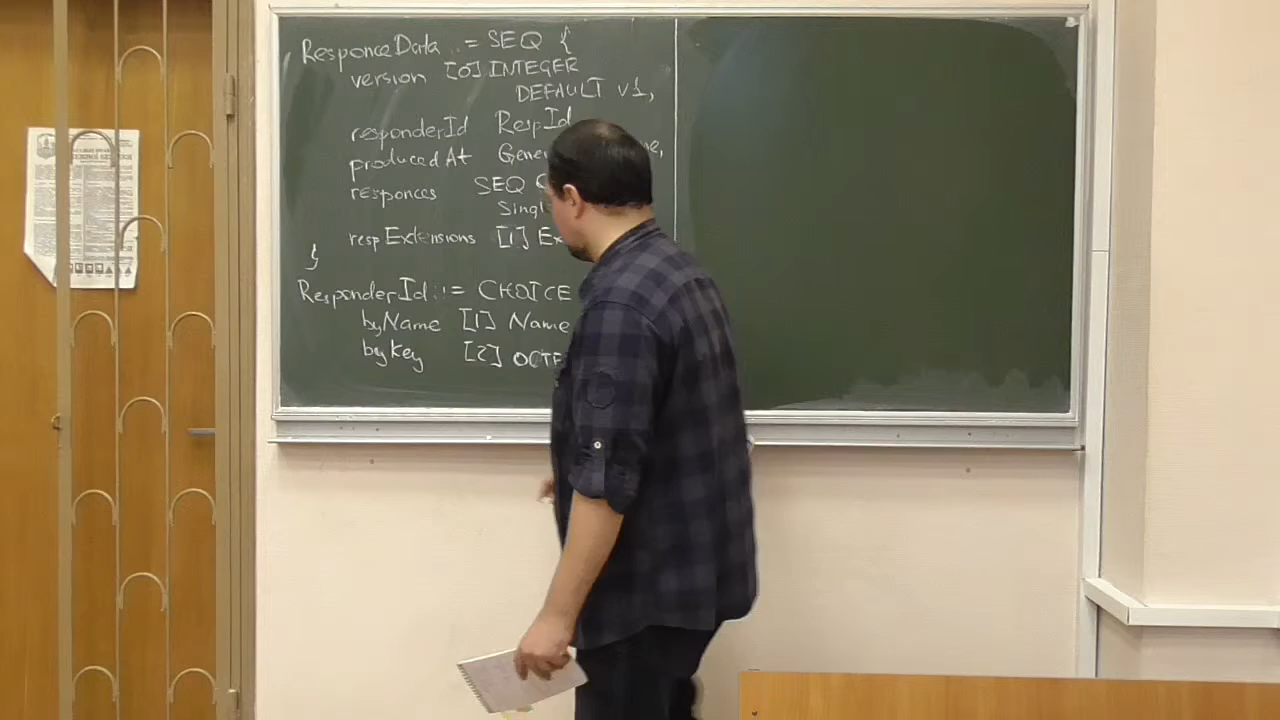 ResponceData ::= SEQ {
version [0] INTEGER
DEFAULT v1,
responderId RespId
producedAt Gener
responces SEQ
Singl
respExtensions [1] Ex
}
ResponderId ::= CHOICE
byName [1] Name
byKey [2] OCTE